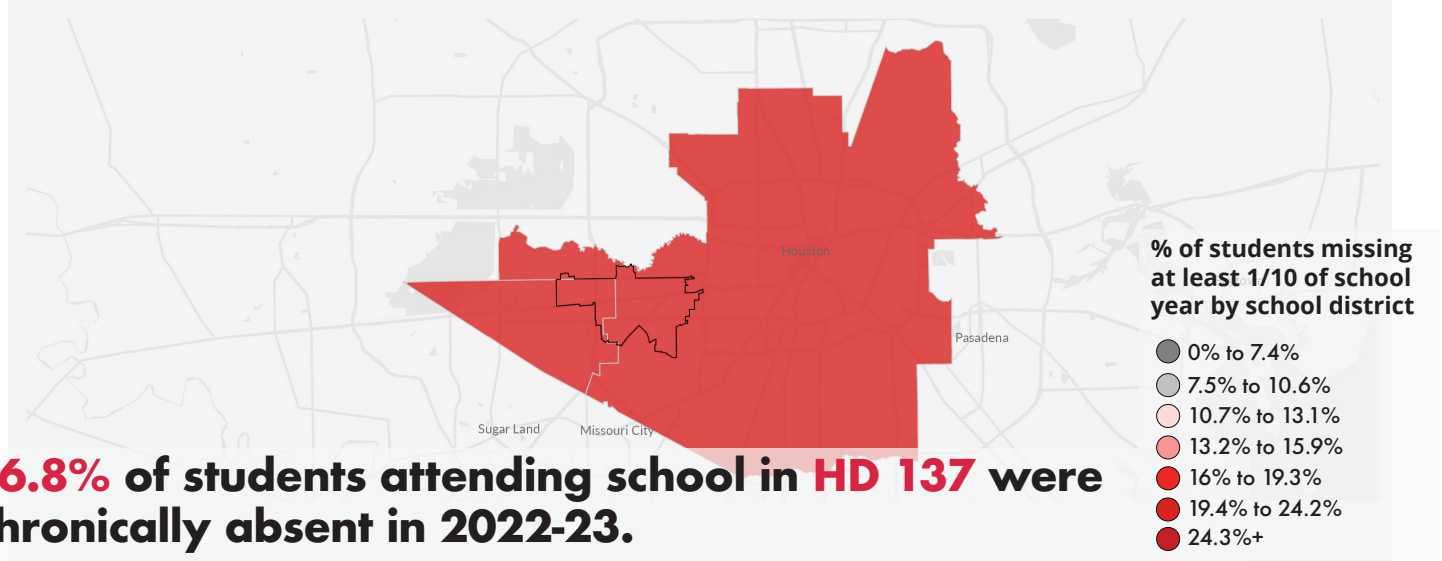 Houston
Pasadena
Sugar Land
Missouri City
% of students missing
at least 1/10 of school
year by school district
0% to 7.4%
7.5% to 10.6%
10.7% to 13.1%
13.2% to 15.9%
16% to 19.3%
19.4% to 24.2%
24.3%+
6.8% of students attending school in HD 137 were
hronically absent in 2022-23.